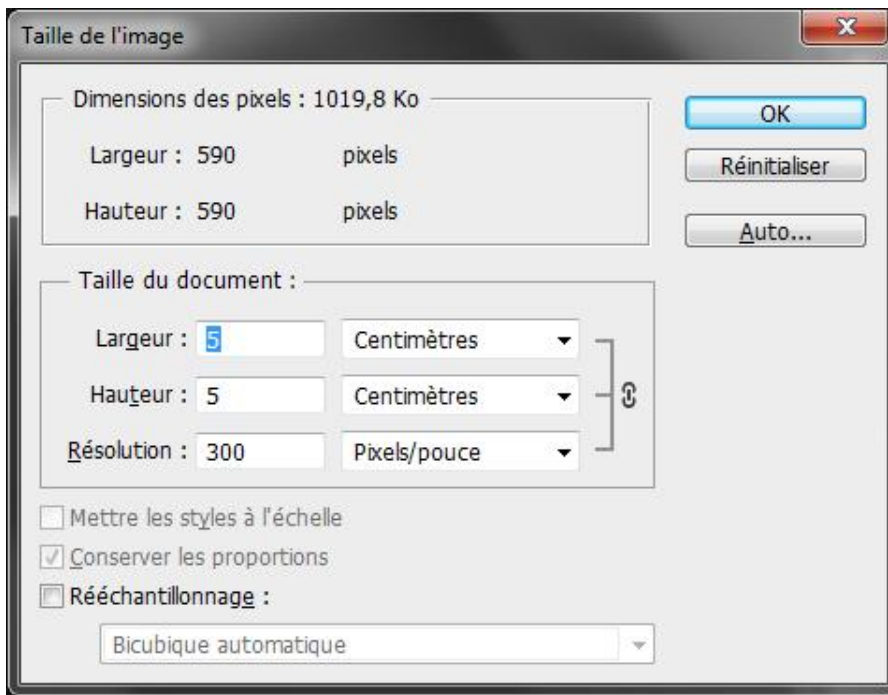 Taille de l'image
Dimensions des pixels : 1019,8 Ko
Largeur : 590 pixels
Hauteur : 590 pixels
OK
Réinitialiser
Auto...
Taille du document :
Largeur : 5 Centimètres
Hauteur : 5 Centimètres
Résolution : 300 Pixels/pouce
Mettre les styles à l'échelle
Conserver les proportions
Rééchantillonnage :
Bicubique automatique